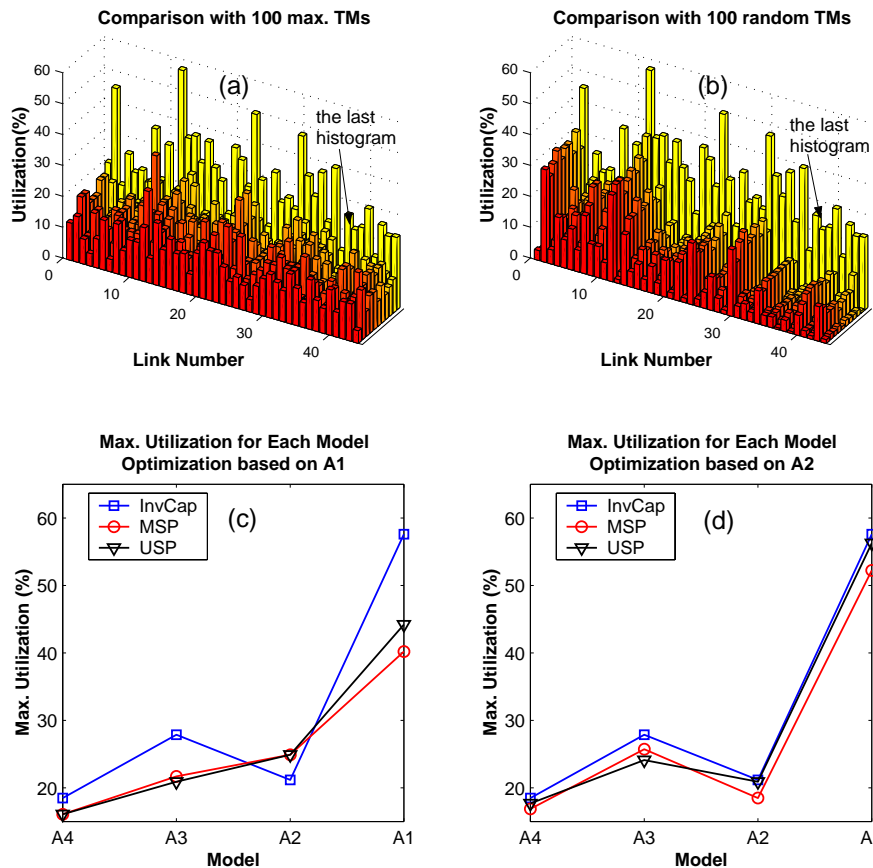 Comparison with 100 max. TMs
(a)
the last
histogram
Utilization(%)
60
50
40
30
20
10
0
0
10
20
30
40
Link Number
Comparison with 100 random TMs
(b)
the last
histogram
Utilization(%)
60
50
40
30
20
10
0
0
10
20
30
40
Link Number
Max. Utilization for Each Model
Optimization based on A1
InvCap
MSP
USP
(c)
Max. Utilization (%)
60
50
40
30
20
A4 A3 A2 A1
Model
Max. Utilization for Each Model
Optimization based on A2
InvCap
MSP
USP
(d)
Max. Utilization (%)
60
50
40
30
20
A4 A3 A2 A
Model